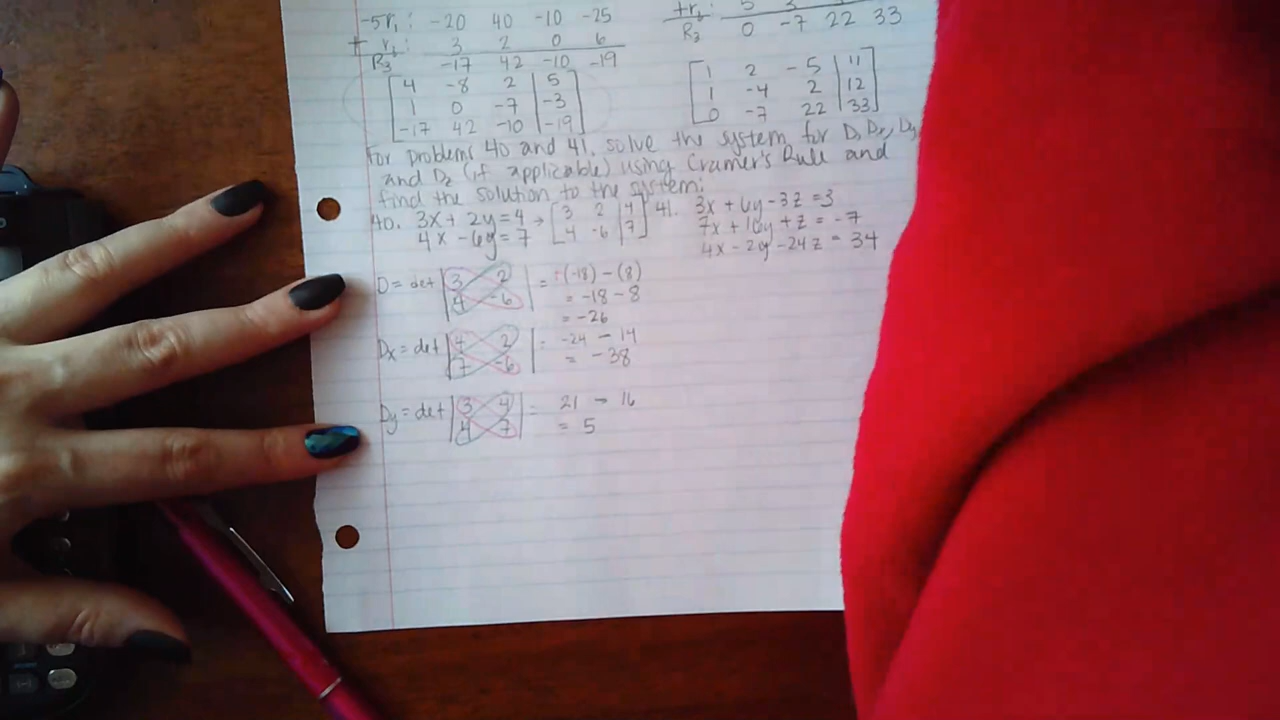 -5r₁: -20 40 -10 -25
+ r₂: 3 2 0 6
R₃ -17 42 -10 -19
+r₂: 5
R₃ 0 -7 22 33
4 -8 2 | 5
1 0 -7 | -3
-17 42 -10 | -19
1 2 -5 | 11
1 -4 2 | 12
0 -7 22 | 33
For problems 40 and 41, solve the system for D, Dx, Dy,
and Dz (if applicable) using Cramer's Rule and
find the solution to the system:
40. 3x + 2y = 4 → [3 2 | 4]
4x - 6y = 7 [4 -6 | 7]
41. 3x + 6y - 3z = 3
7x + 16y + z = -7
4x - 2y - 24z = 34
D = det |3 2| = (-18) - (8)
|4 -6| = -18 - 8
= -26
Dx = det |4 2| = -24 - 14
|7 -6| = -38
Dy = det |3 4| = 21 - 16
|4 7| = 5